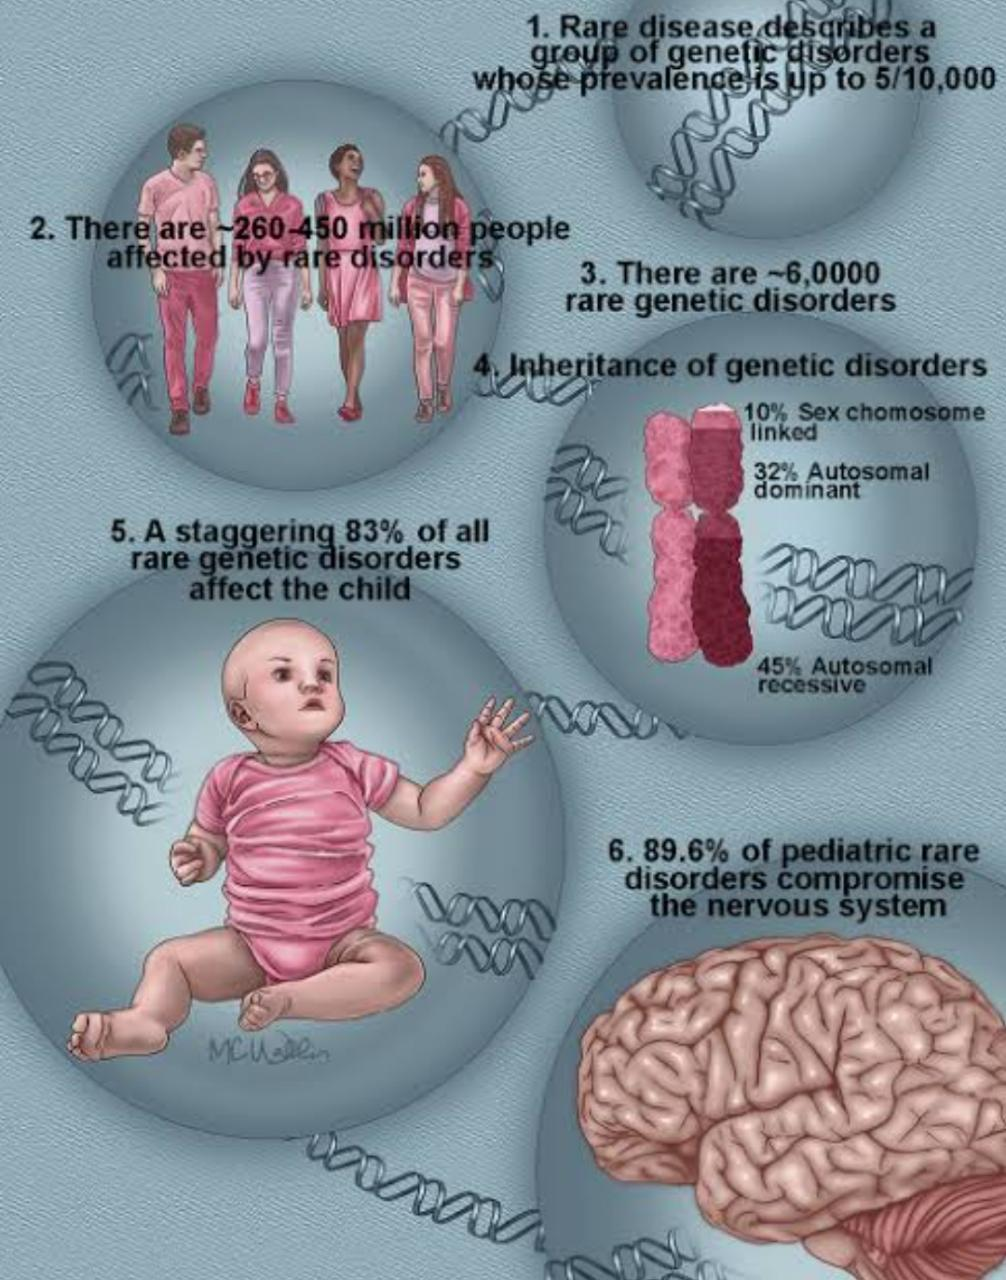 1. Rare disease describes a
group of genetic disorders
whose prevalence is up to 5/10,000
2. There are ~260-450 million people
affected by rare disorders
3. There are ~6,0000
rare genetic disorders
4. Inheritance of genetic disorders
10% Sex chomosome
linked
32% Autosomal
dominant
45% Autosomal
recessive
5. A staggering 83% of all
rare genetic disorders
affect the child
6. 89.6% of pediatric rare
disorders compromise
the nervous system